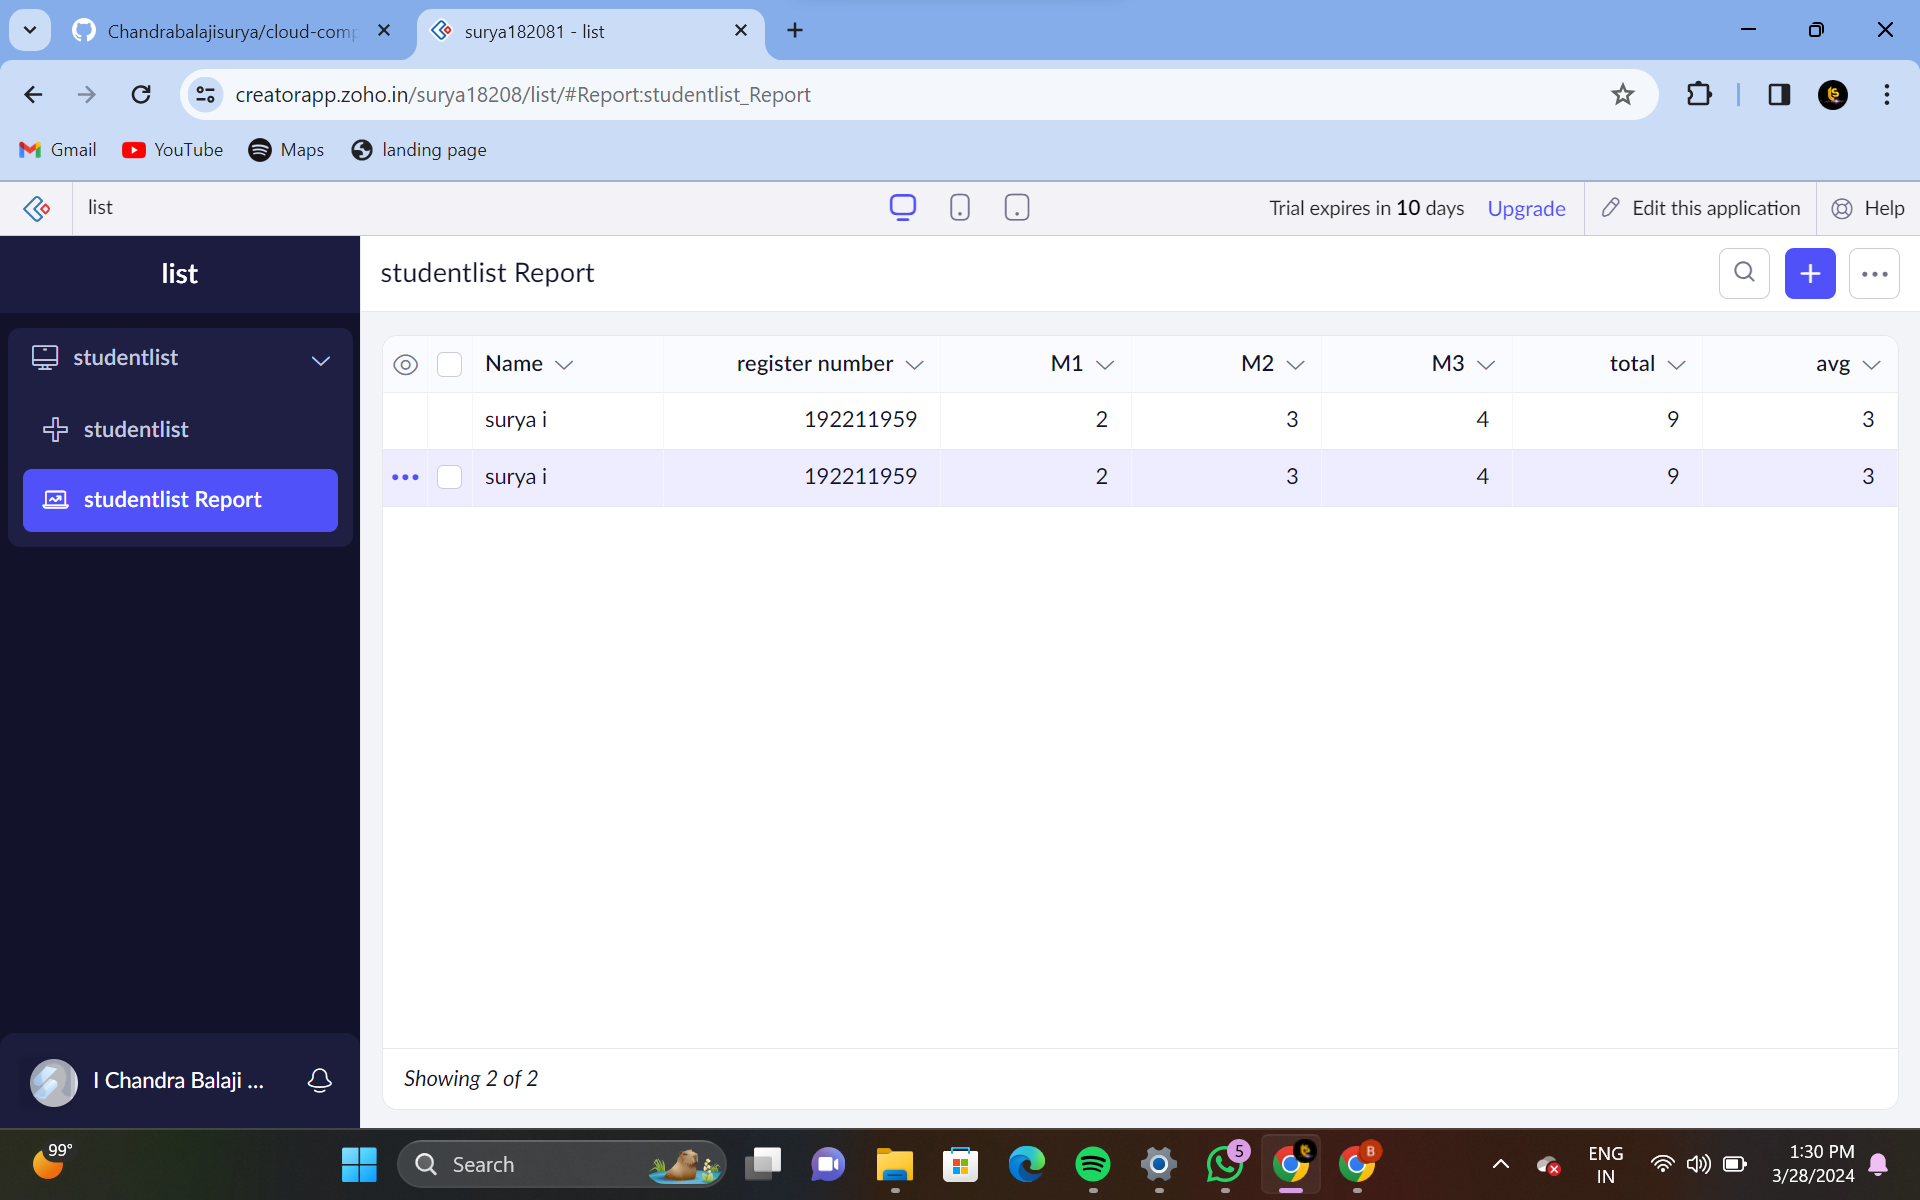 Chandrabalajisurya/cloud-comp
surya182081 - list
creatorapp.zoho.in/surya18208/list/#Report:studentlist_Report
Gmail YouTube Maps landing page
list Trial expires in 10 days Upgrade Edit this application Help
list
studentlist Report
studentlist
studentlist
studentlist Report
Name register number M1 M2 M3 total avg
surya i 192211959 2 3 4 9 3
surya i 192211959 2 3 4 9 3
Showing 2 of 2
I Chandra Balaji ...
99°
Search
5
B
ENG
IN
1:30 PM
3/28/2024